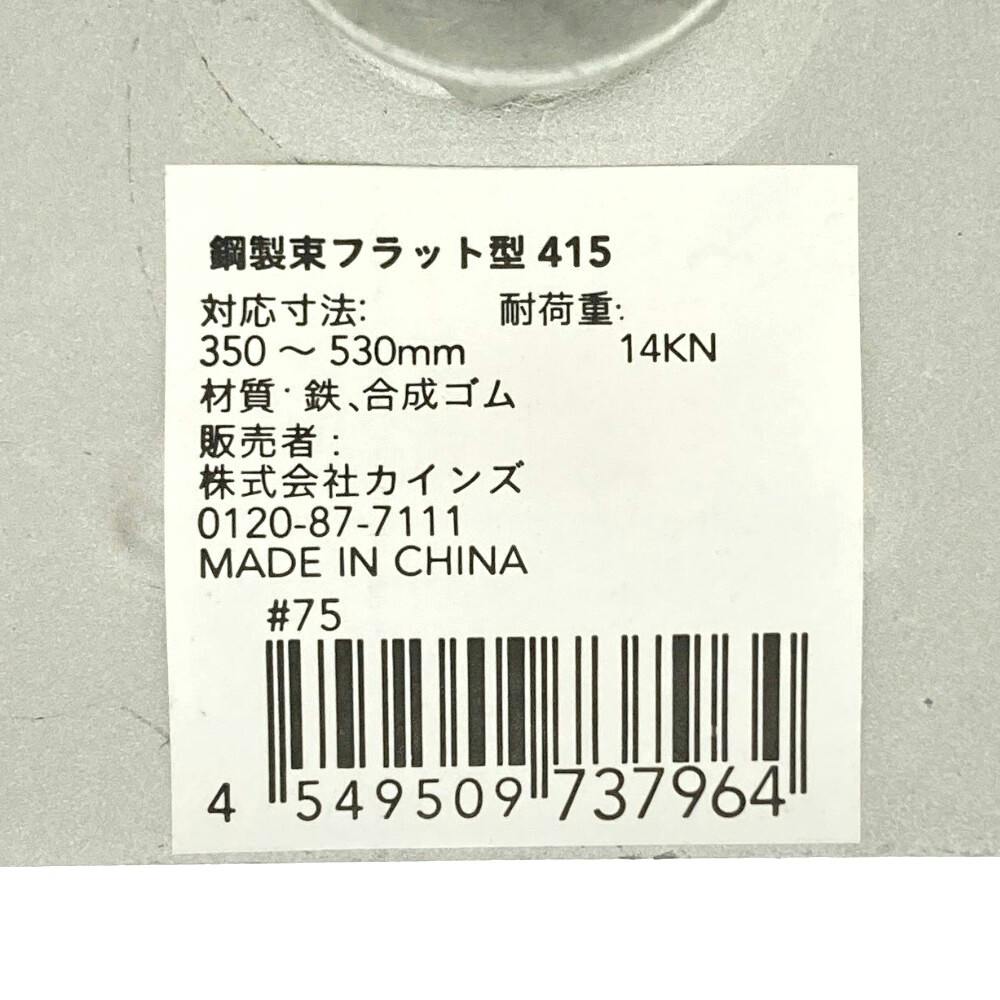 鋼製束フラット型 415
対応寸法: 耐荷重:
350～530mm 14KN
材質・鉄、合成ゴム
販売者：
株式会社カインズ
0120-87-7111
MADE IN CHINA
#75
4 549509 737964